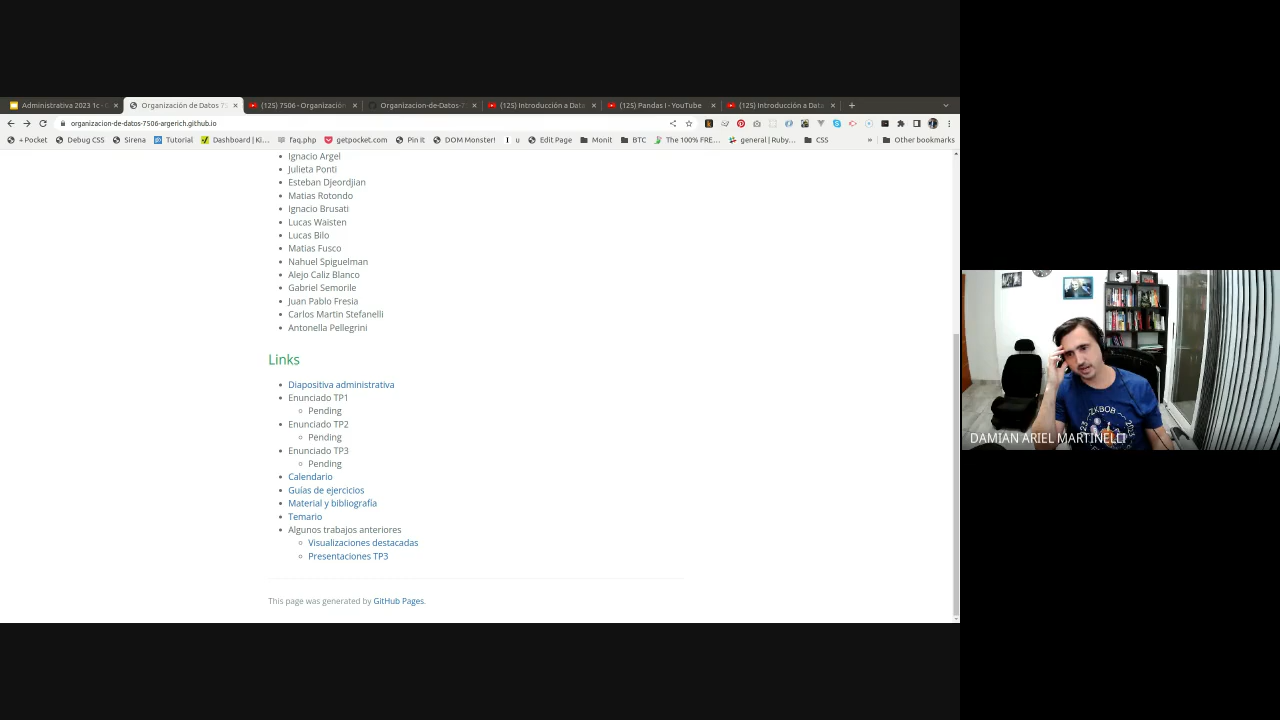 Administrativa 2023 1c - 
Organización de Datos 75
(125) 7506 - Organización
Organizacion-de-Datos-7
(125) Introducción a Data
(125) Pandas I - YouTube
(125) Introducción a Data
organizacion-de-datos-7506-argerich.github.io
+ Pocket
Debug CSS
Sirena
Tutorial
Dashboard | Ki...
faq.php
getpocket.com
Pin It
DOM Monster!
Edit Page
Monit
BTC
The 100% FRE...
general | Ruby...
CSS
»
Other bookmarks
Ignacio Argel
Julieta Ponti
Esteban Djeordjian
Matias Rotondo
Ignacio Brusati
Lucas Waisten
Lucas Bilo
Matias Fusco
Nahuel Spiguelman
Alejo Caliz Blanco
Gabriel Semorile
Juan Pablo Fresia
Carlos Martin Stefanelli
Antonella Pellegrini
Links
Diapositiva administrativa
Enunciado TP1
Pending
Enunciado TP2
Pending
Enunciado TP3
Pending
Calendario
Guías de ejercicios
Material y bibliografía
Temario
Algunos trabajos anteriores
Visualizaciones destacadas
Presentaciones TP3
This page was generated by GitHub Pages.
DAMIAN ARIEL MARTINELLI